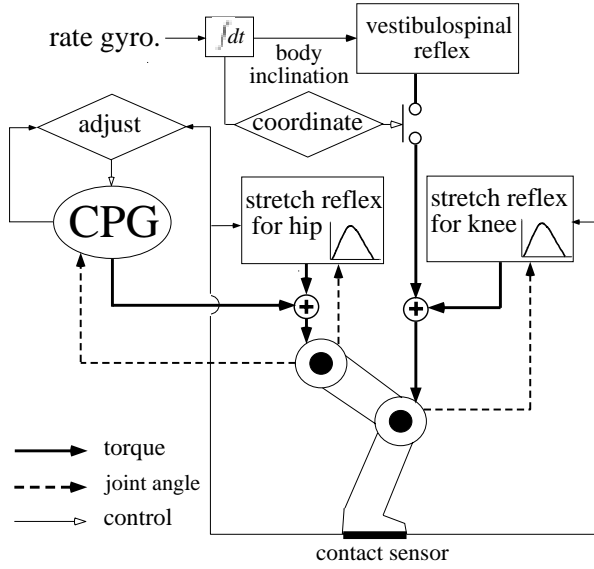 rate gyro.
∫dt
body
inclination
vestibulospinal
reflex
adjust
coordinate
CPG
stretch reflex
for hip
stretch reflex
for knee
+
+
torque
joint angle
control
contact sensor